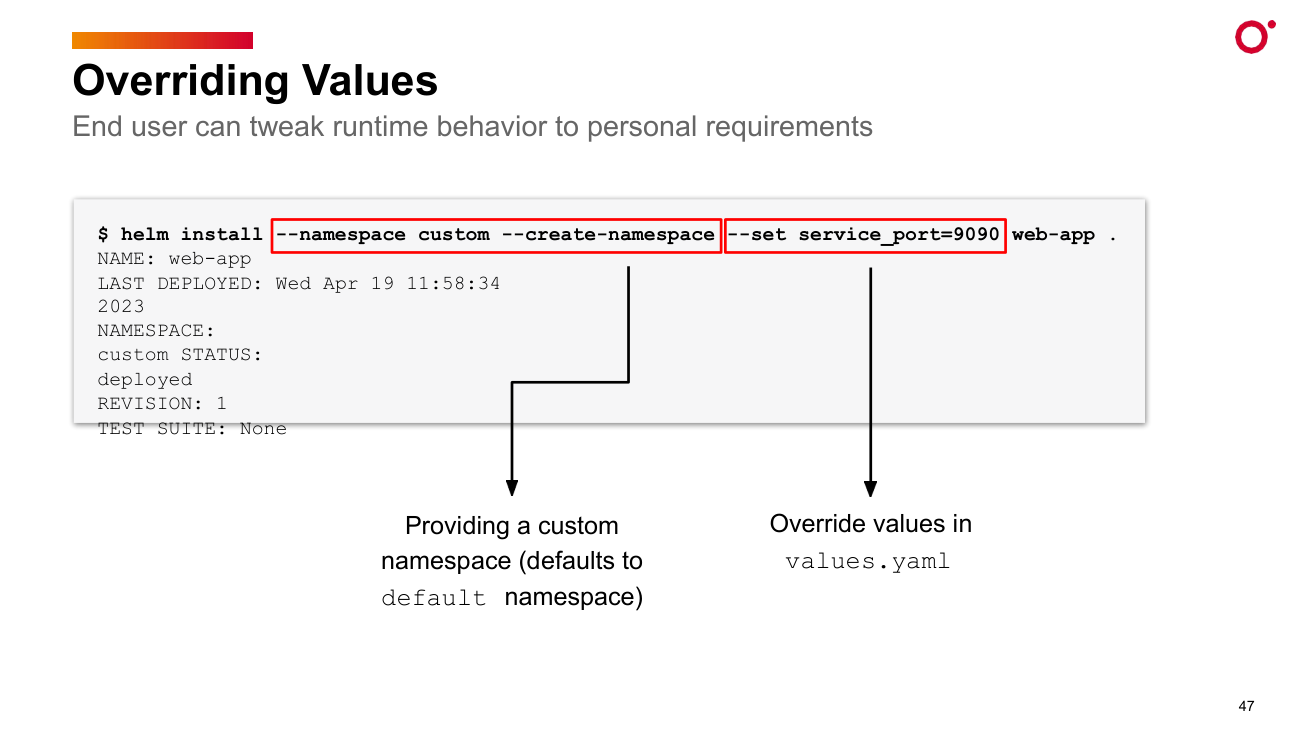 Overriding Values
End user can tweak runtime behavior to personal requirements
$ helm install --namespace custom --create-namespace --set service_port=9090 web-app .
NAME: web-app
LAST DEPLOYED: Wed Apr 19 11:58:34
2023
NAMESPACE:
custom STATUS:
deployed
REVISION: 1
TEST SUITE: None
Providing a custom
namespace (defaults to
default namespace)
Override values in
values.yaml
47